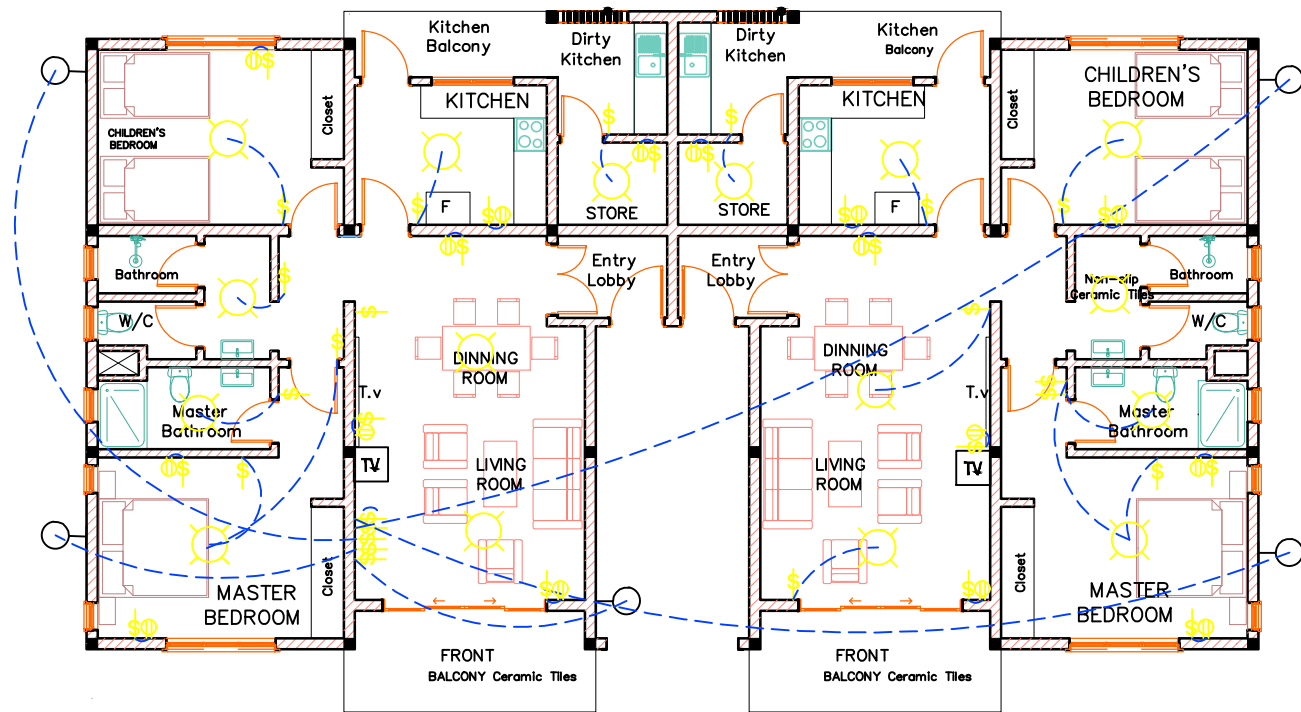 Kitchen
Balcony
Dirty
Kitchen
Dirty
Kitchen
Kitchen
Balcony
CHILDREN'S
BEDROOM
Closet
KITCHEN
KITCHEN
Closet
CHILDREN'S
BEDROOM
F
STORE
STORE
F
Bathroom
Entry
Lobby
Entry
Lobby
Non-slip
Ceramic Tiles
Bathroom
W/C
W/C
DINNING
ROOM
DINNING
ROOM
T.v
T.v
Master
Bathroom
Master
Bathroom
TV
LIVING
ROOM
LIVING
ROOM
TV
MASTER
BEDROOM
Closet
Closet
MASTER
BEDROOM
FRONT
BALCONY Ceramic Tiles
FRONT
BALCONY Ceramic Tiles